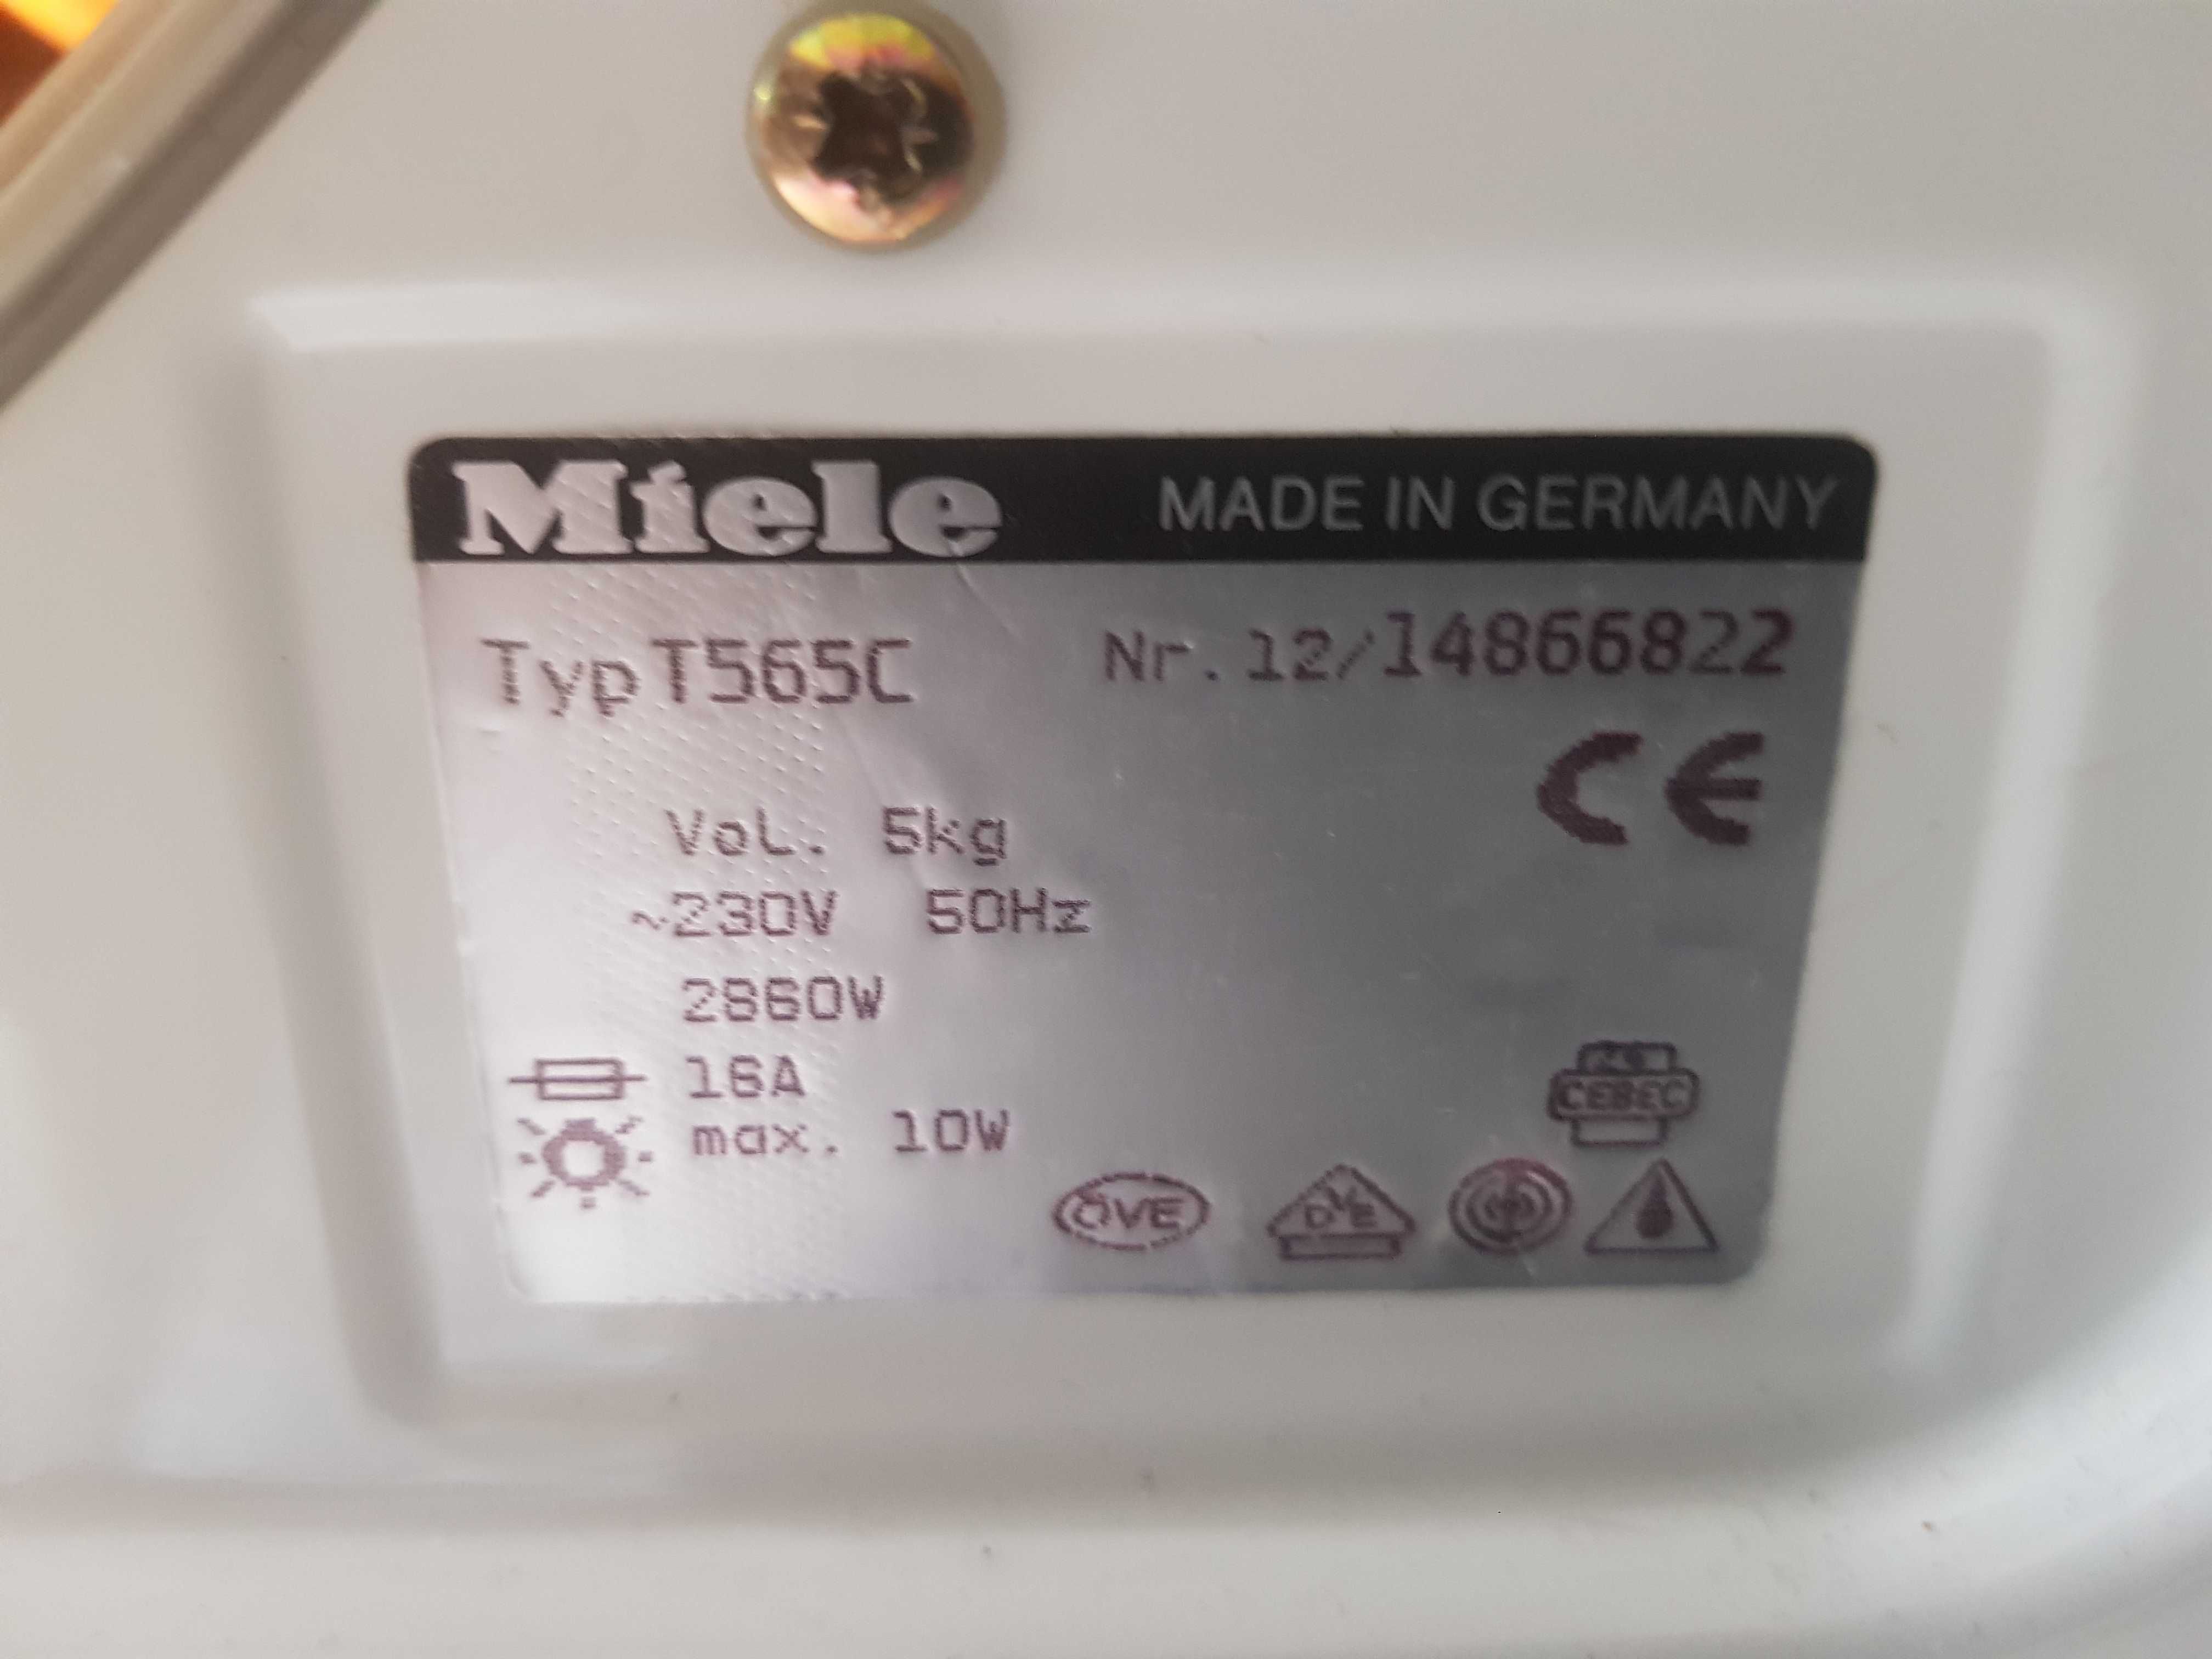 Miele MADE IN GERMANY
Typ T565C Nr. 12/14866822
CE
Vol. 5kg
~230V 50Hz
2860W
16A
max. 10W
CEBEC
ÖVE
DVE